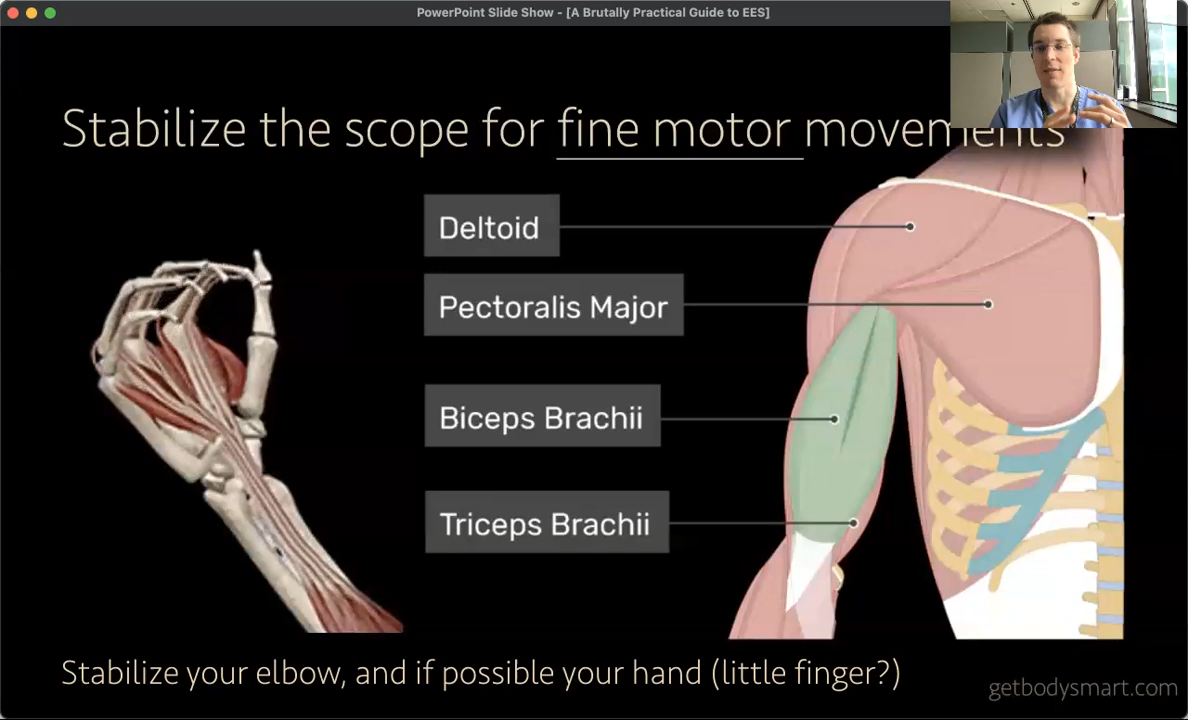 PowerPoint Slide Show - [A Brutally Practical Guide to EES]
Stabilize the scope for fine motor movements
Deltoid
Pectoralis Major
Biceps Brachii
Triceps Brachii
Stabilize your elbow, and if possible your hand (little finger?)
getbodysmart.com